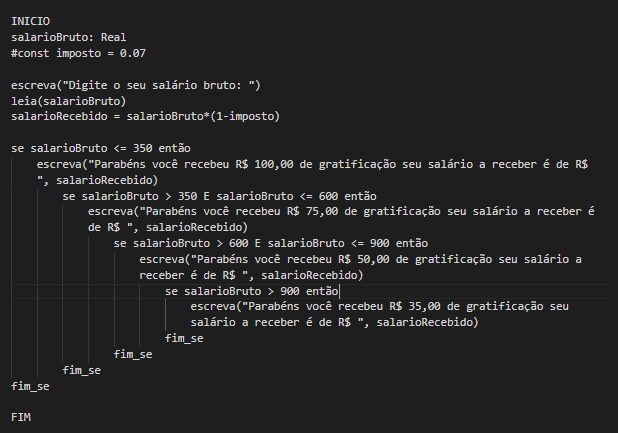 INICIO
salarioBruto: Real
#const imposto = 0.07
escreva("Digite o seu salário bruto: ")
leia(salarioBruto)
salarioRecebido = salarioBruto*(1-imposto)
se salarioBruto <= 350 então
escreva("Parabéns você recebeu R$ 100,00 de gratificação seu salário a receber é de R$
", salarioRecebido)
se salarioBruto > 350 E salarioBruto <= 600 então
escreva("Parabéns você recebeu R$ 75,00 de gratificação seu salário a receber é
de R$ ", salarioRecebido)
se salarioBruto > 600 E salarioBruto <= 900 então
escreva("Parabéns você recebeu R$ 50,00 de gratificação seu salário a
receber é de R$ ", salarioRecebido)
se salarioBruto > 900 então
escreva("Parabéns você recebeu R$ 35,00 de gratificação seu
salário a receber é de R$ ", salarioRecebido)
fim_se
fim_se
fim_se
fim_se
FIM